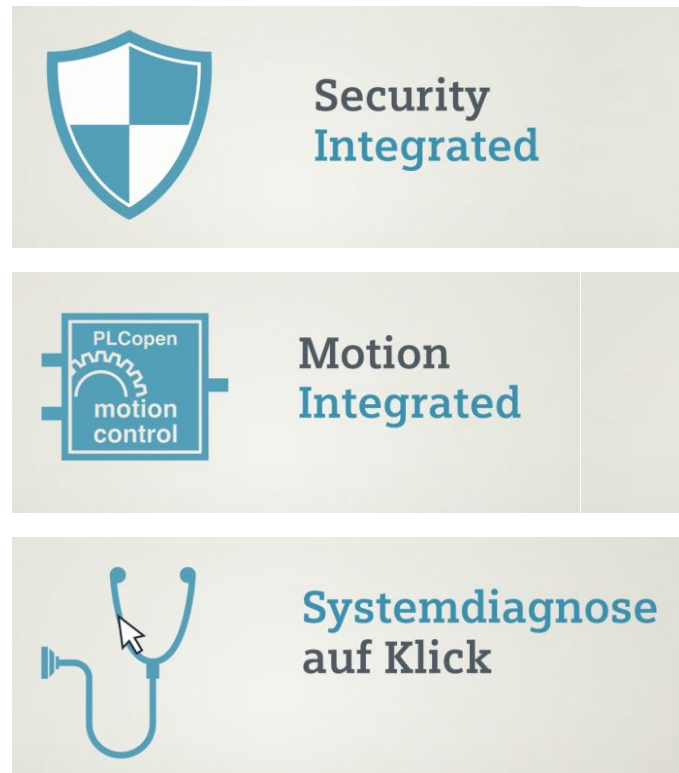 Security
Integrated
PLCopen
motion
control
Motion
Integrated
Systemdiagnose
auf Klick